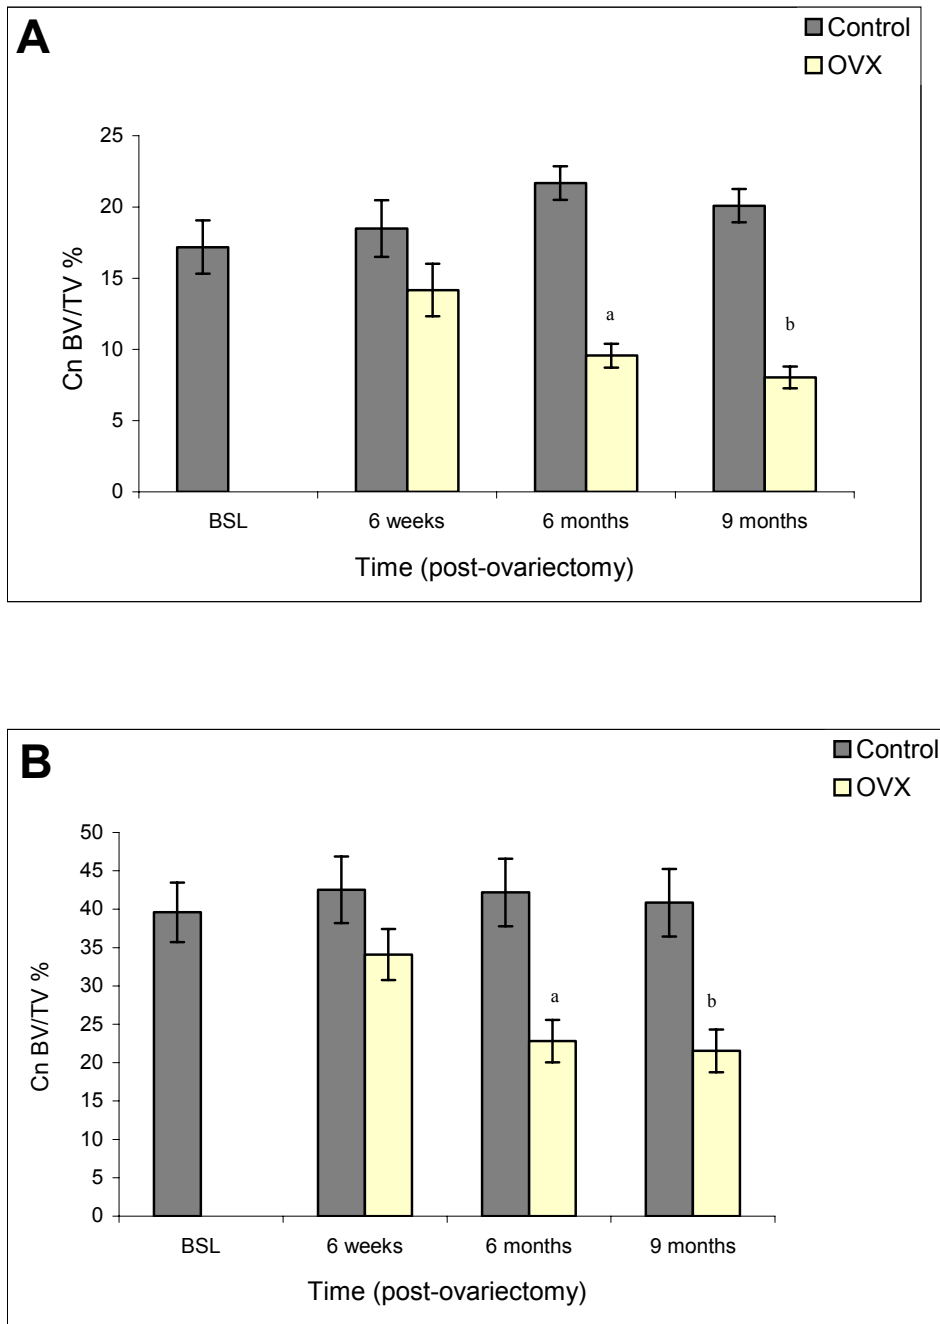 A
Control
OVX
25
20
15
10
5
0
Cn BV/TV %
a
b
BSL 6 weeks 6 months 9 months
Time (post-ovariectomy)
B
Control
OVX
50
45
40
35
30
25
20
15
10
5
0
Cn BV/TV %
a
b
BSL 6 weeks 6 months 9 months
Time (post-ovariectomy)